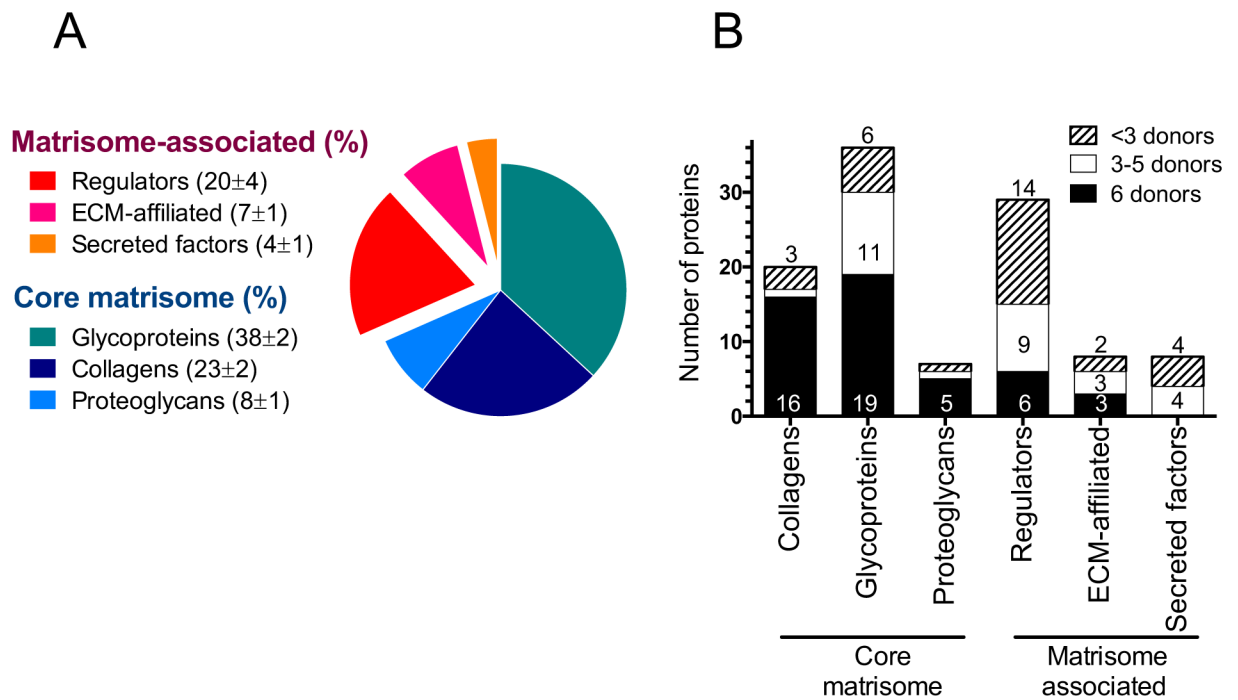 A
Matrisome-associated (%)
Regulators (20±4)
ECM-affiliated (7±1)
Secreted factors (4±1)
Core matrisome (%)
Glycoproteins (38±2)
Collagens (23±2)
Proteoglycans (8±1)
B
<3 donors
3-5 donors
6 donors
Number of proteins
30
20
10
0
3
16
6
11
19
5
14
9
6
2
3
3
4
4
Collagens
Glycoproteins
Proteoglycans
Regulators
ECM-affiliated
Secreted factors
Core
matrisome
Matrisome
associated